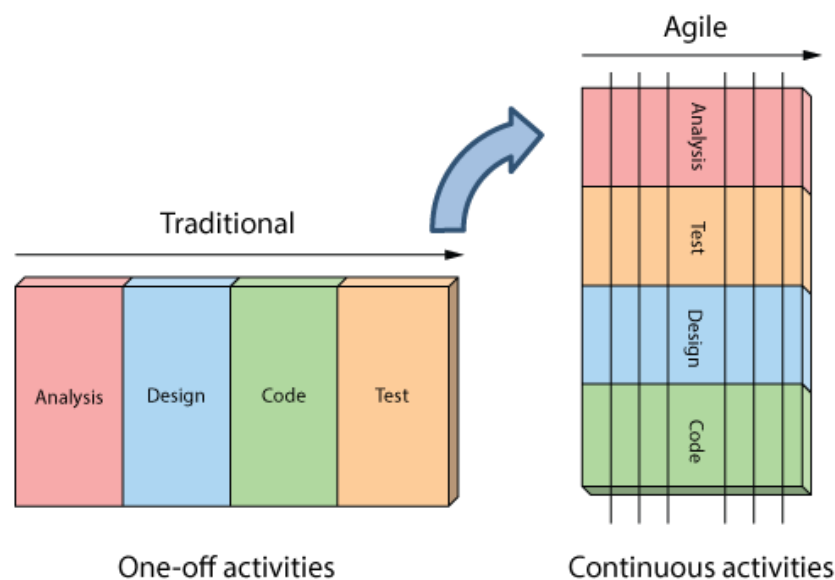 Agile
Analysis
Test
Design
Code
Traditional
Analysis Design Code Test
One-off activities Continuous activities